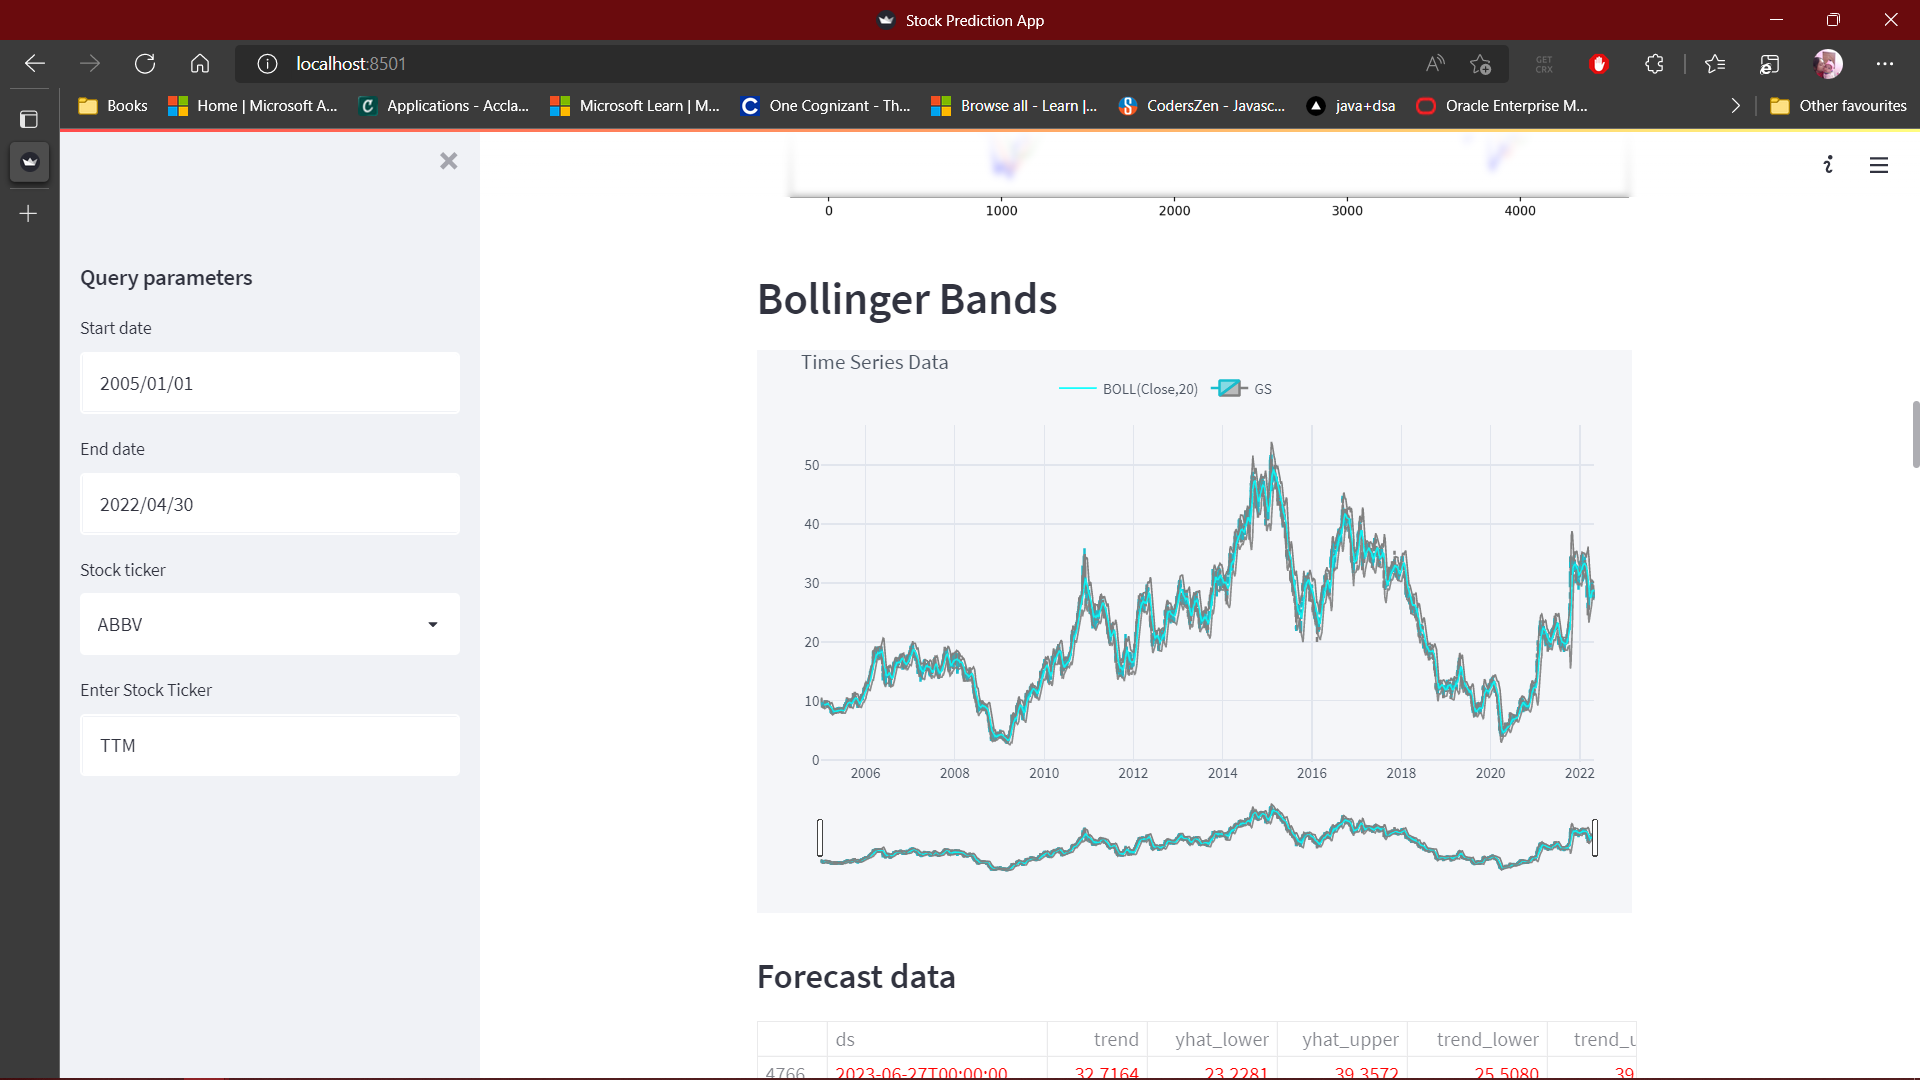 Stock Prediction App
localhost:8501
GET CRX
Books
Home | Microsoft A...
Applications - Accla...
Microsoft Learn | M...
One Cognizant - Th...
Browse all - Learn |...
CodersZen - Javasc...
java+dsa
Oracle Enterprise M...
Other favourites
0 1000 2000 3000 4000
Query parameters
Start date
2005/01/01
End date
2022/04/30
Stock ticker
ABBV
Enter Stock Ticker
TTM
Bollinger Bands
Time Series Data
BOLL(Close,20) GS
50
40
30
20
10
0
2006 2008 2010 2012 2014 2016 2018 2020 2022
Forecast data
ds trend yhat_lower yhat_upper trend_lower trend_u
4766 2023-06-27T00:00:00 32.7164 23.2281 39.3572 25.5080 39